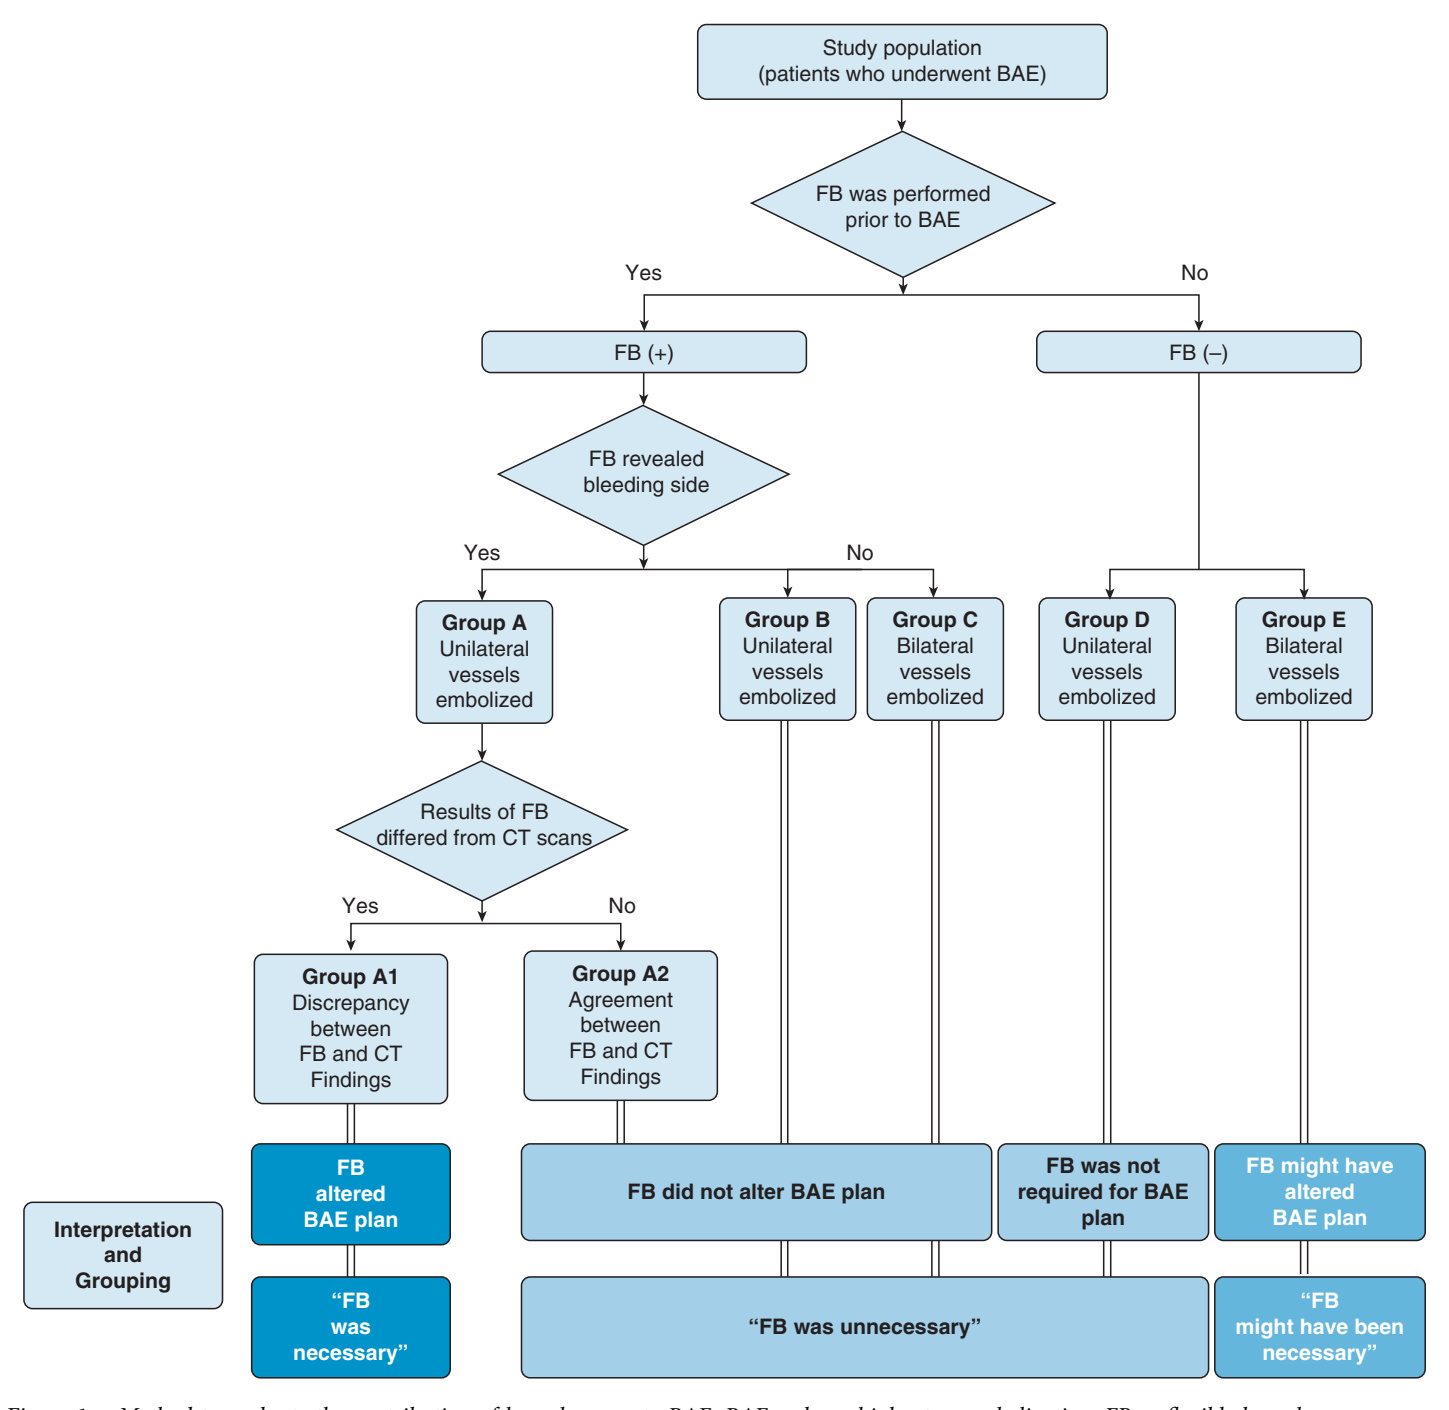 Study population
(patients who underwent BAE)
FB was performed
prior to BAE
Yes
No
FB (+)
FB (–)
FB revealed
bleeding side
Yes
No
Group A
Unilateral
vessels
embolized
Group B
Unilateral
vessels
embolized
Group C
Bilateral
vessels
embolized
Group D
Unilateral
vessels
embolized
Group E
Bilateral
vessels
embolized
Results of FB
differed from CT scans
Yes
No
Group A1
Discrepancy
between
FB and CT
Findings
Group A2
Agreement
between
FB and CT
Findings
Interpretation
and
Grouping
FB
altered
BAE plan
FB did not alter BAE plan
FB was not
required for BAE
plan
FB might have
altered
BAE plan
“FB
was
necessary”
“FB was unnecessary”
“FB
might have been
necessary”